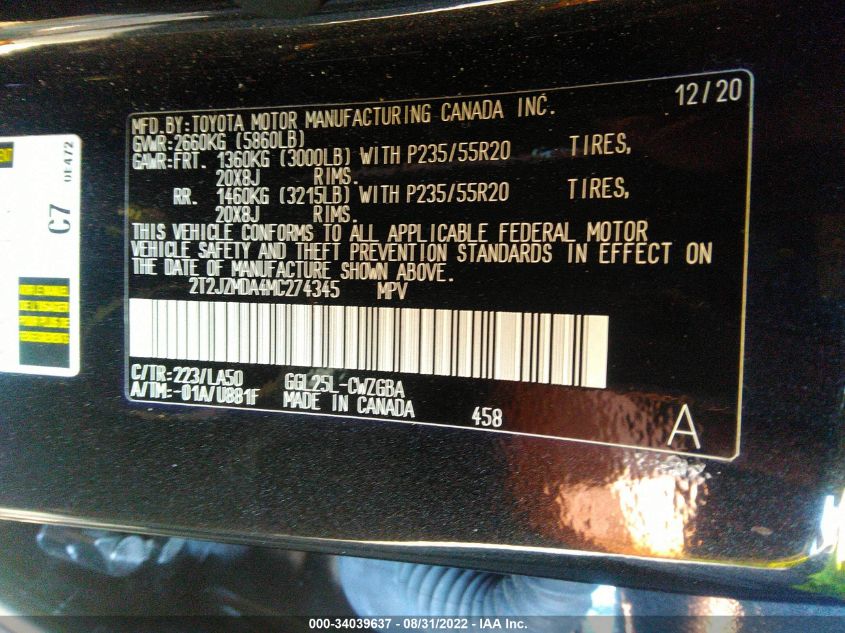 12/20
MFD.BY:TOYOTA MOTOR MANUFACTURING CANADA INC.
GVWR:2660KG (5860LB)
GAWR:FRT. 1360KG (3000LB) WITH P235/55R20 TIRES,
20X8J RIMS.
RR. 1460KG (3215LB) WITH P235/55R20 TIRES,
20X8J RIMS.
THIS VEHICLE CONFORMS TO ALL APPLICABLE FEDERAL MOTOR
VEHICLE SAFETY AND THEFT PREVENTION STANDARDS IN EFFECT ON
THE DATE OF MANUFACTURE SHOWN ABOVE.
2T2JZMDA4MC274345 MPV
C/TR:223/LA50 GGL25L-CWZGBA
A/TM:-01A/U881F MADE IN CANADA 458
A
C7
0E472
000-34039637 - 08/31/2022 - IAA Inc.